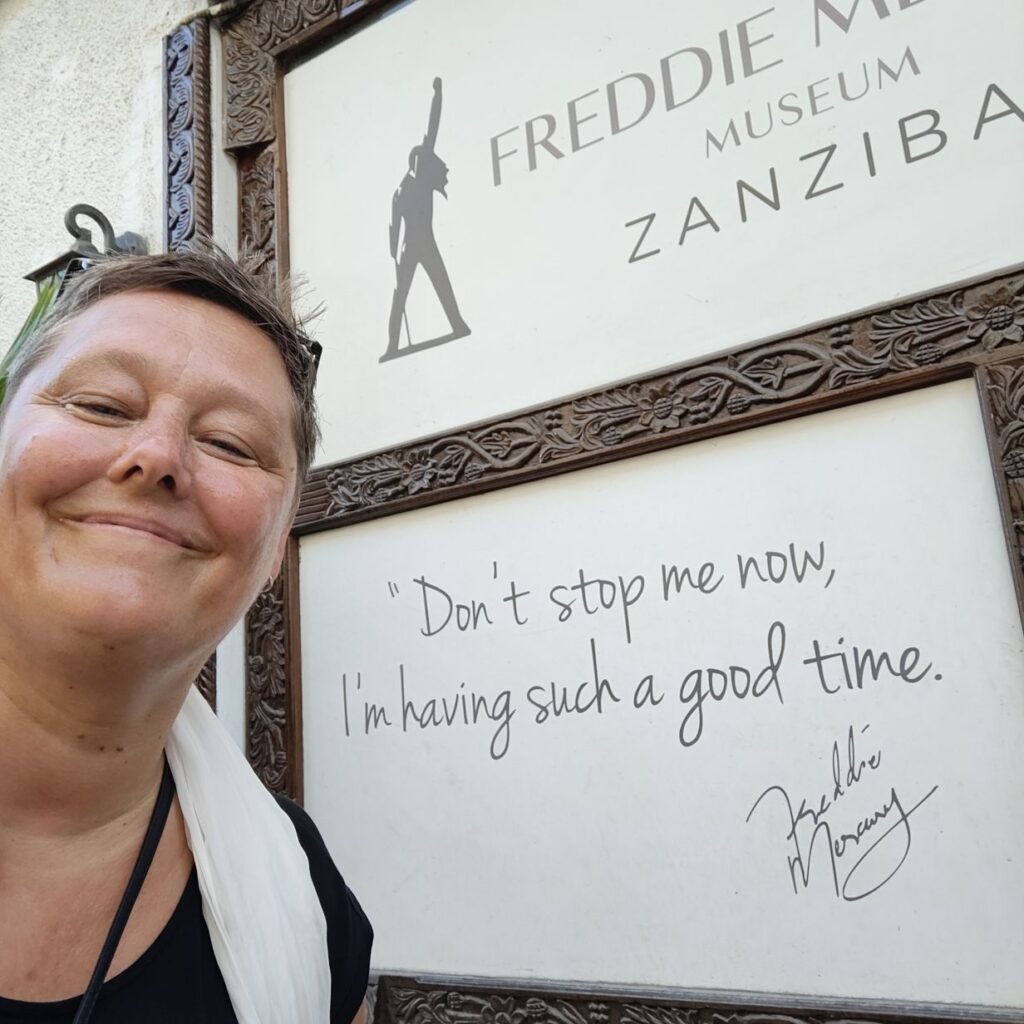 FREDDIE ME
MUSEUM
ZANZIBA
"Don't stop me now,
I'm having such a good time.
Freddie
Mercury